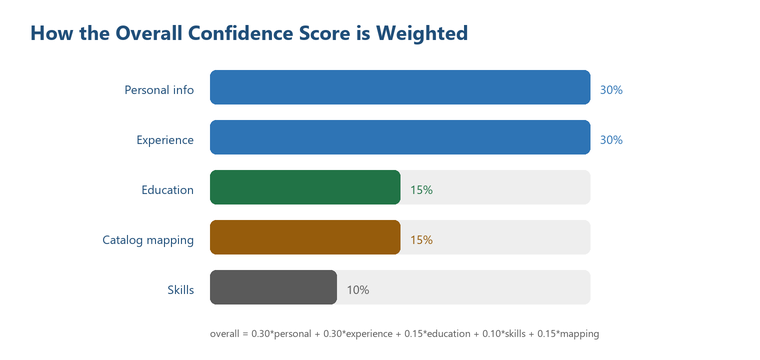 How the Overall Confidence Score is Weighted
Personal info 30%
Experience 30%
Education 15%
Catalog mapping 15%
Skills 10%
overall = 0.30*personal + 0.30*experience + 0.15*education + 0.10*skills + 0.15*mapping